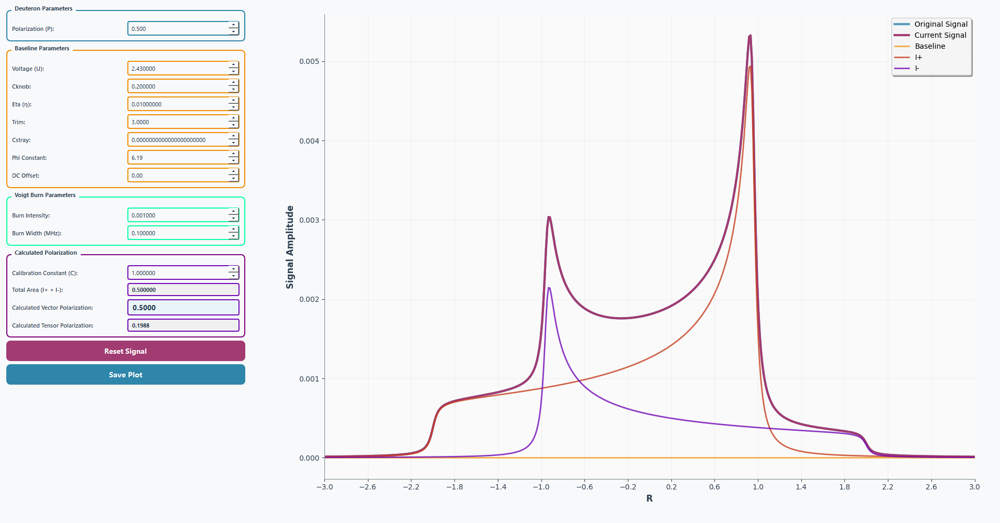 Deuteron Parameters
Polarization (P): 0.500
Baseline Parameters
Voltage (U): 2.430000
Cknob: 0.200000
Eta (η): 0.01000000
Trim: 3.0000
Cstray: 0.00000000000000000000
Phi Constant: 6.19
DC Offset: 0.00
Voigt Burn Parameters
Burn Intensity: 0.001000
Burn Width (MHz): 0.100000
Calculated Polarization
Calibration Constant (C): 1.000000
Total Area (I+ + I-): 0.500000
Calculated Vector Polarization: 0.5000
Calculated Tensor Polarization: 0.1988
Reset Signal
Save Plot
Signal Amplitude
0.005
0.004
0.003
0.002
0.001
0.000
−3.0 −2.6 −2.2 −1.8 −1.4 −1.0 −0.6 −0.2 0.2 0.6 1.0 1.4 1.8 2.2 2.6 3.0
R
Original Signal
Current Signal
Baseline
I+
I-